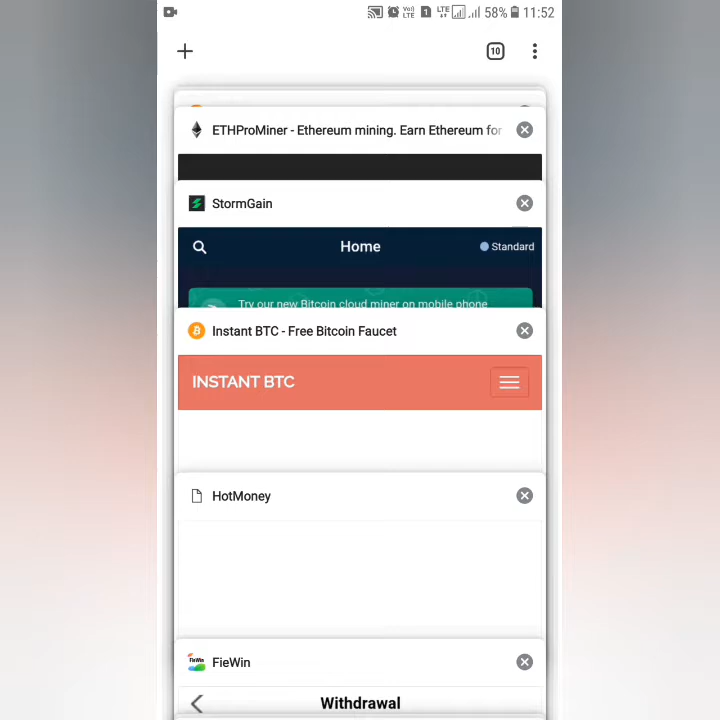 58% 11:52
10
ETHProMiner - Ethereum mining. Earn Ethereum for
StormGain
Home
Standard
Try our new Bitcoin cloud miner on mobile phone
Instant BTC - Free Bitcoin Faucet
INSTANT BTC
HotMoney
FieWin
Withdrawal